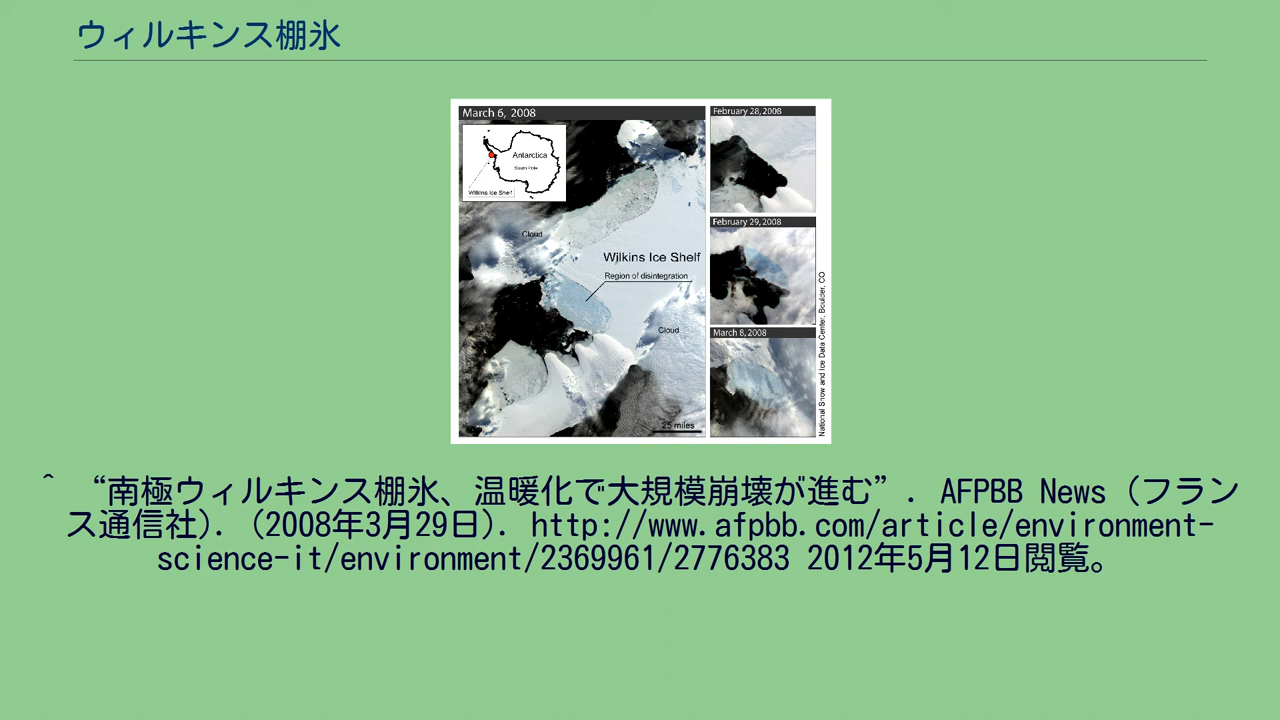 ウィルキンス棚氷
March 6, 2008
Antarctica
South Pole
Wilkins Ice Shelf
Cloud
Wilkins Ice Shelf
Region of disintegration
Cloud
25 miles
February 28, 2008
February 29, 2008
March 8, 2008
National Snow and Ice Data Center, Boulder, CO
^ “南極ウィルキンス棚氷、温暖化で大規模崩壊が進む”. AFPBB News (フラン
ス通信社). (2008年3月29日). http://www.afpbb.com/article/environment-
science-it/environment/2369961/2776383 2012年5月12日閲覧。